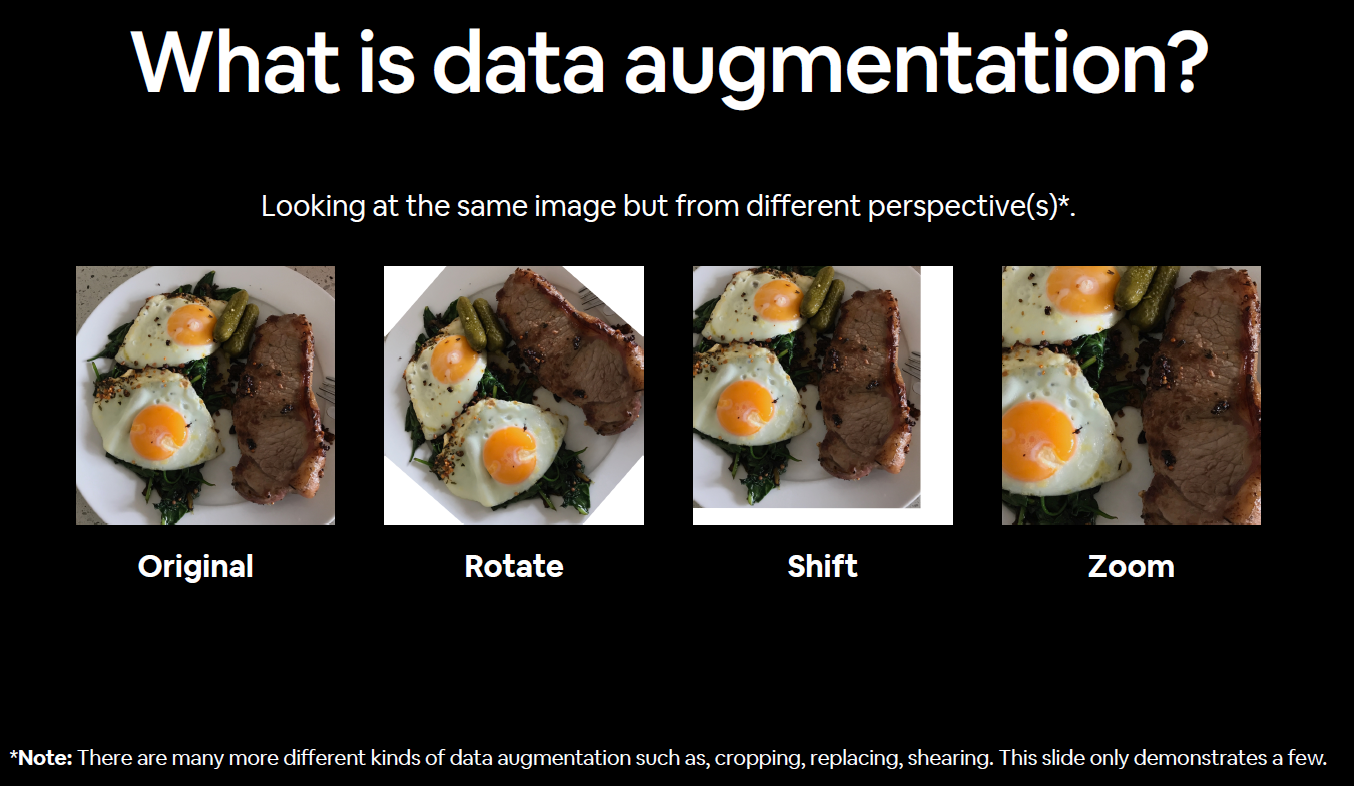 What is data augmentation?
Looking at the same image but from different perspective(s)*.
Original
Rotate
Shift
Zoom
*Note: There are many more different kinds of data augmentation such as, cropping, replacing, shearing. This slide only demonstrates a few.